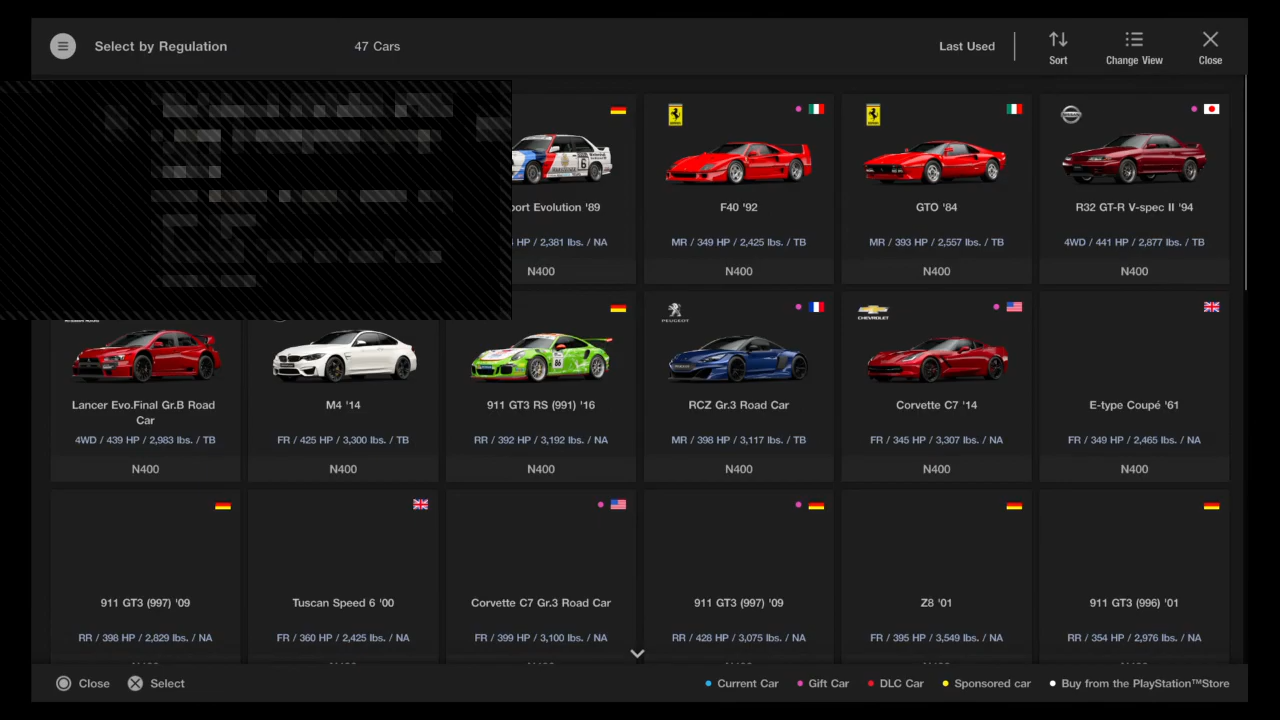 Select by Regulation
47 Cars
Last Used
Sort
Change View
Close
port Evolution '89
HP / 2,381 lbs. / NA
N400
F40 '92
MR / 349 HP / 2,425 lbs. / TB
N400
GTO '84
MR / 393 HP / 2,557 lbs. / TB
N400
R32 GT-R V-spec II '94
4WD / 441 HP / 2,877 lbs. / TB
N400
Lancer Evo.Final Gr.B Road
Car
4WD / 439 HP / 2,983 lbs. / TB
N400
M4 '14
FR / 425 HP / 3,300 lbs. / TB
N400
86
911 GT3 RS (991) '16
RR / 392 HP / 3,192 lbs. / NA
N400
PEUGEOT
RCZ Gr.3 Road Car
MR / 398 HP / 3,117 lbs. / TB
N400
CHEVROLET
Corvette C7 '14
FR / 345 HP / 3,307 lbs. / NA
N400
E-type Coupé '61
FR / 349 HP / 2,465 lbs. / NA
N400
911 GT3 (997) '09
RR / 398 HP / 2,829 lbs. / NA
Tuscan Speed 6 '00
FR / 360 HP / 2,425 lbs. / NA
Corvette C7 Gr.3 Road Car
FR / 399 HP / 3,100 lbs. / NA
911 GT3 (997) '09
RR / 428 HP / 3,075 lbs. / NA
Z8 '01
FR / 395 HP / 3,549 lbs. / NA
911 GT3 (996) '01
RR / 354 HP / 2,976 lbs. / NA
Close
Select
Current Car
Gift Car
DLC Car
Sponsored car
Buy from the PlayStation™Store